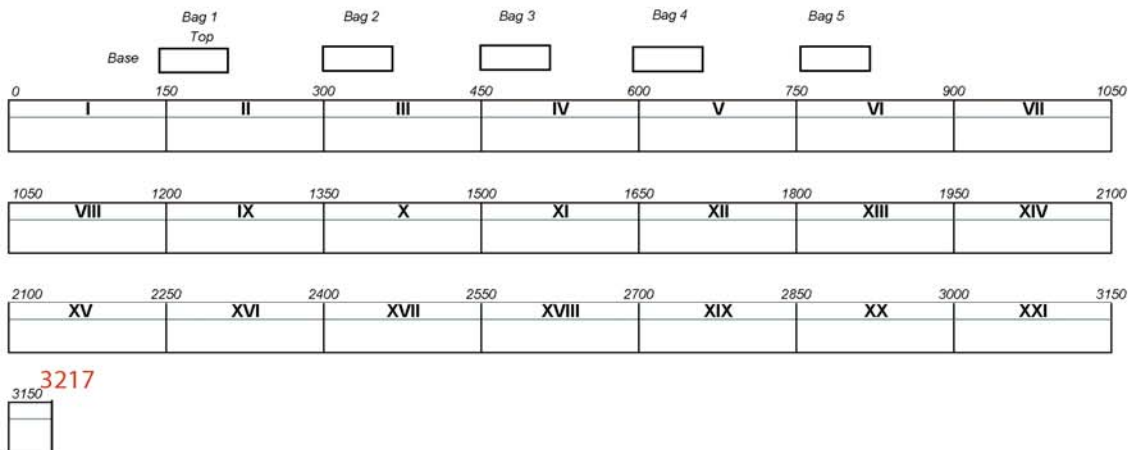 Bag 1 Bag 2 Bag 3 Bag 4 Bag 5
Top
Base
0 150 300 450 600 750 900 1050
I II III IV V VI VII
1050 1200 1350 1500 1650 1800 1950 2100
VIII IX X XI XII XIII XIV
2100 2250 2400 2550 2700 2850 3000 3150
XV XVI XVII XVIII XIX XX XXI
3217
3150